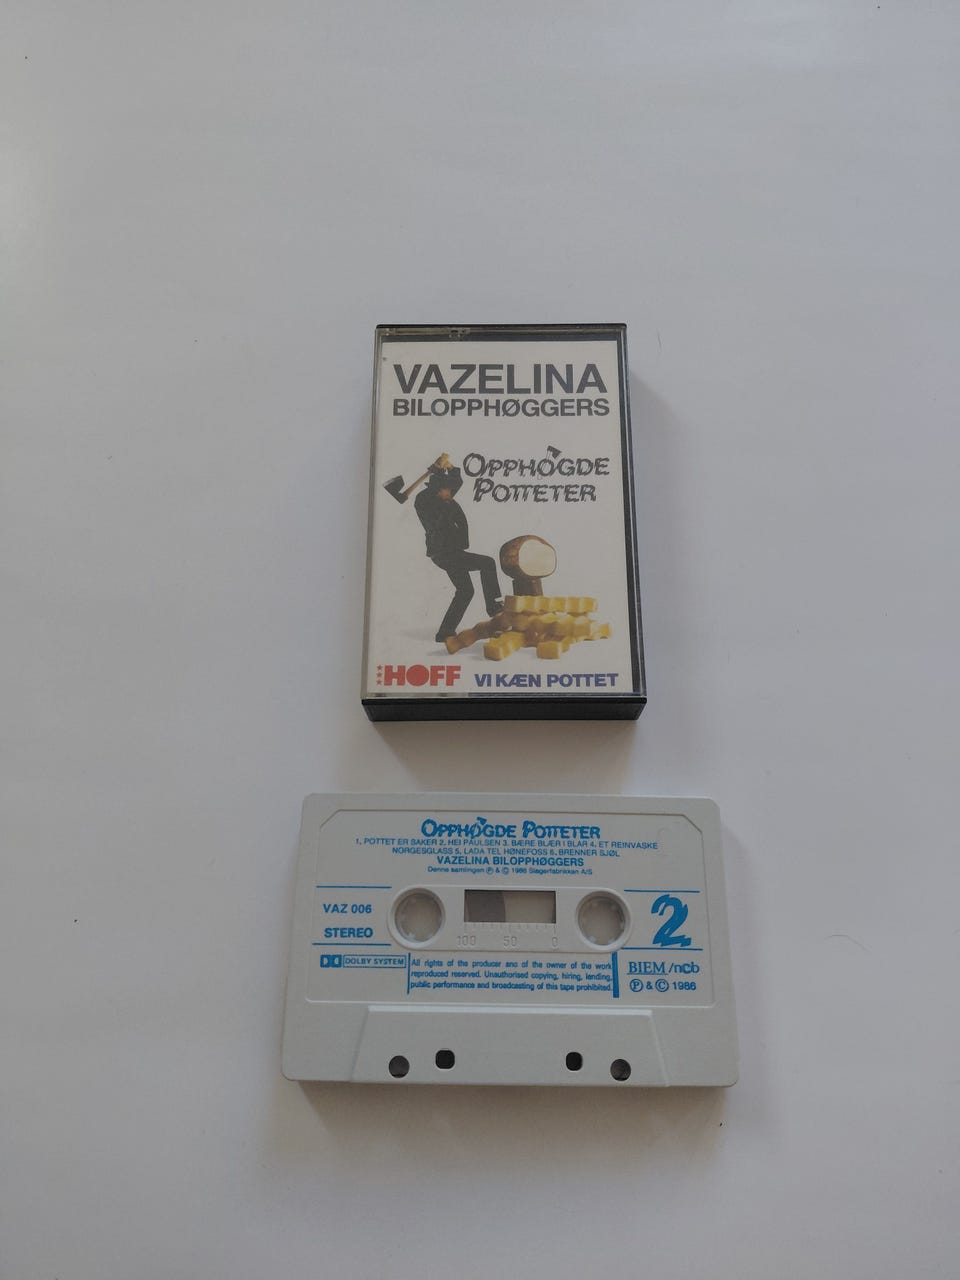 VAZELINA
BILOPPHØGGERS
OPPHØGDE
POTTETER
HOFF VI KÆN POTTET
OPPHØGDE POTTETER
1. POTTET ER SAKER 2. HEI PAULSEN 3. BÆRE BLÆR I BLAR 4. ET REINVASKE
NORGESGLASS 5. LADA TEL HØNEFOSS 6. BRENNER SJØL
VAZELINA BILOPPHØGGERS
Denne samlingen Ⓟ & © 1986 Slagerfabrikken A/S
VAZ 006
STEREO
2
100 50 0
DOLBY SYSTEM
All rights of the producer and of the owner of the work
reproduced reserved. Unauthorised copying, hiring, lending,
public performance and broadcasting of this tape prohibited.
BIEM/ncb
Ⓟ & © 1986